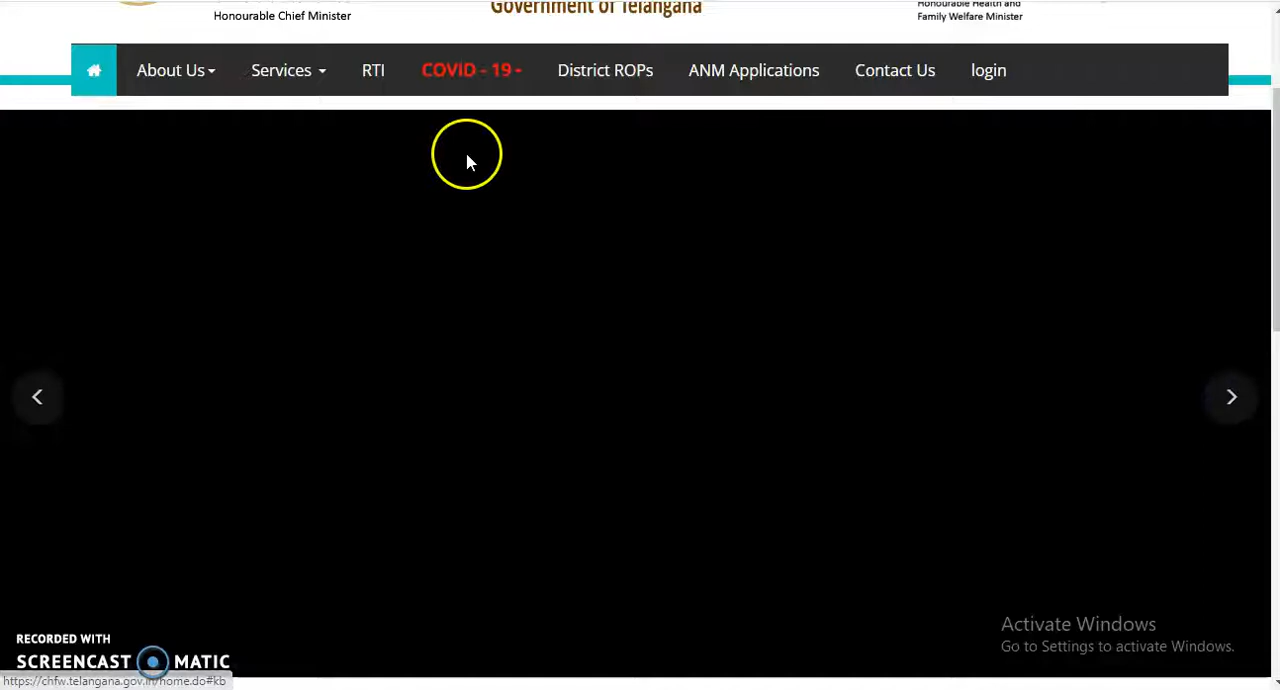 Government of Telangana
Honourable Chief Minister
Honourable Health and
Family Welfare Minister
About Us Services RTI COVID - 19 District ROPs ANM Applications Contact Us login
Activate Windows
Go to Settings to activate Windows.
RECORDED WITH
SCREENCAST MATIC
https://chfw.telangana.gov.in/home.do#kb